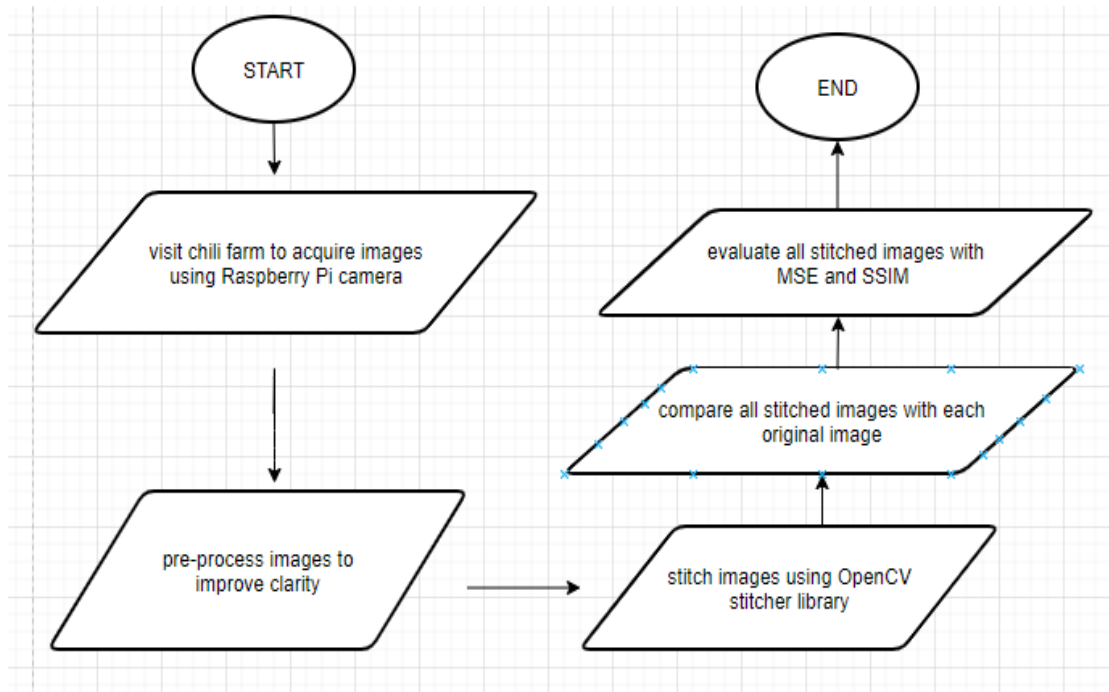 START
visit chili farm to acquire images
using Raspberry Pi camera
pre-process images to
improve clarity
stitch images using OpenCV
stitcher library
compare all stitched images with each
original image
evaluate all stitched images with
MSE and SSIM
END